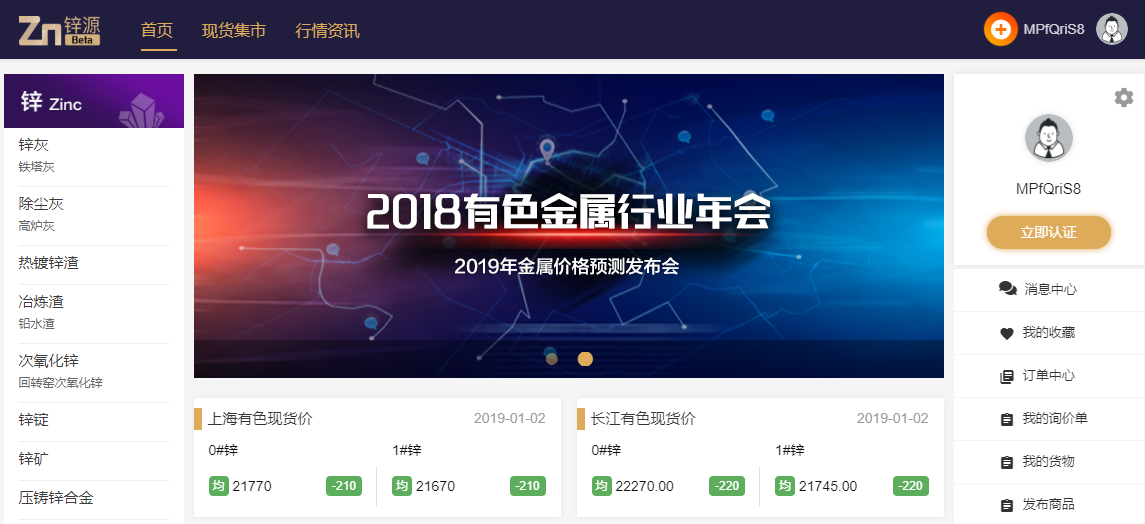 Zn 锌源 Beta
首页 现货集市 行情资讯
MPfQriS8
锌 Zinc
锌灰
铁塔灰
除尘灰
高炉灰
热镀锌渣
冶炼渣
铅水渣
次氧化锌
回转窑次氧化锌
锌锭
锌矿
压铸锌合金
2018有色金属行业年会
2019年金属价格预测发布会
上海有色现货价 2019-01-02
0#锌 1#锌
均 21770 -210 均 21670 -210
长江有色现货价 2019-01-02
0#锌 1#锌
均 22270.00 -220 均 21745.00 -220
MPfQriS8
立即认证
消息中心
我的收藏
订单中心
我的询价单
我的货物
发布商品